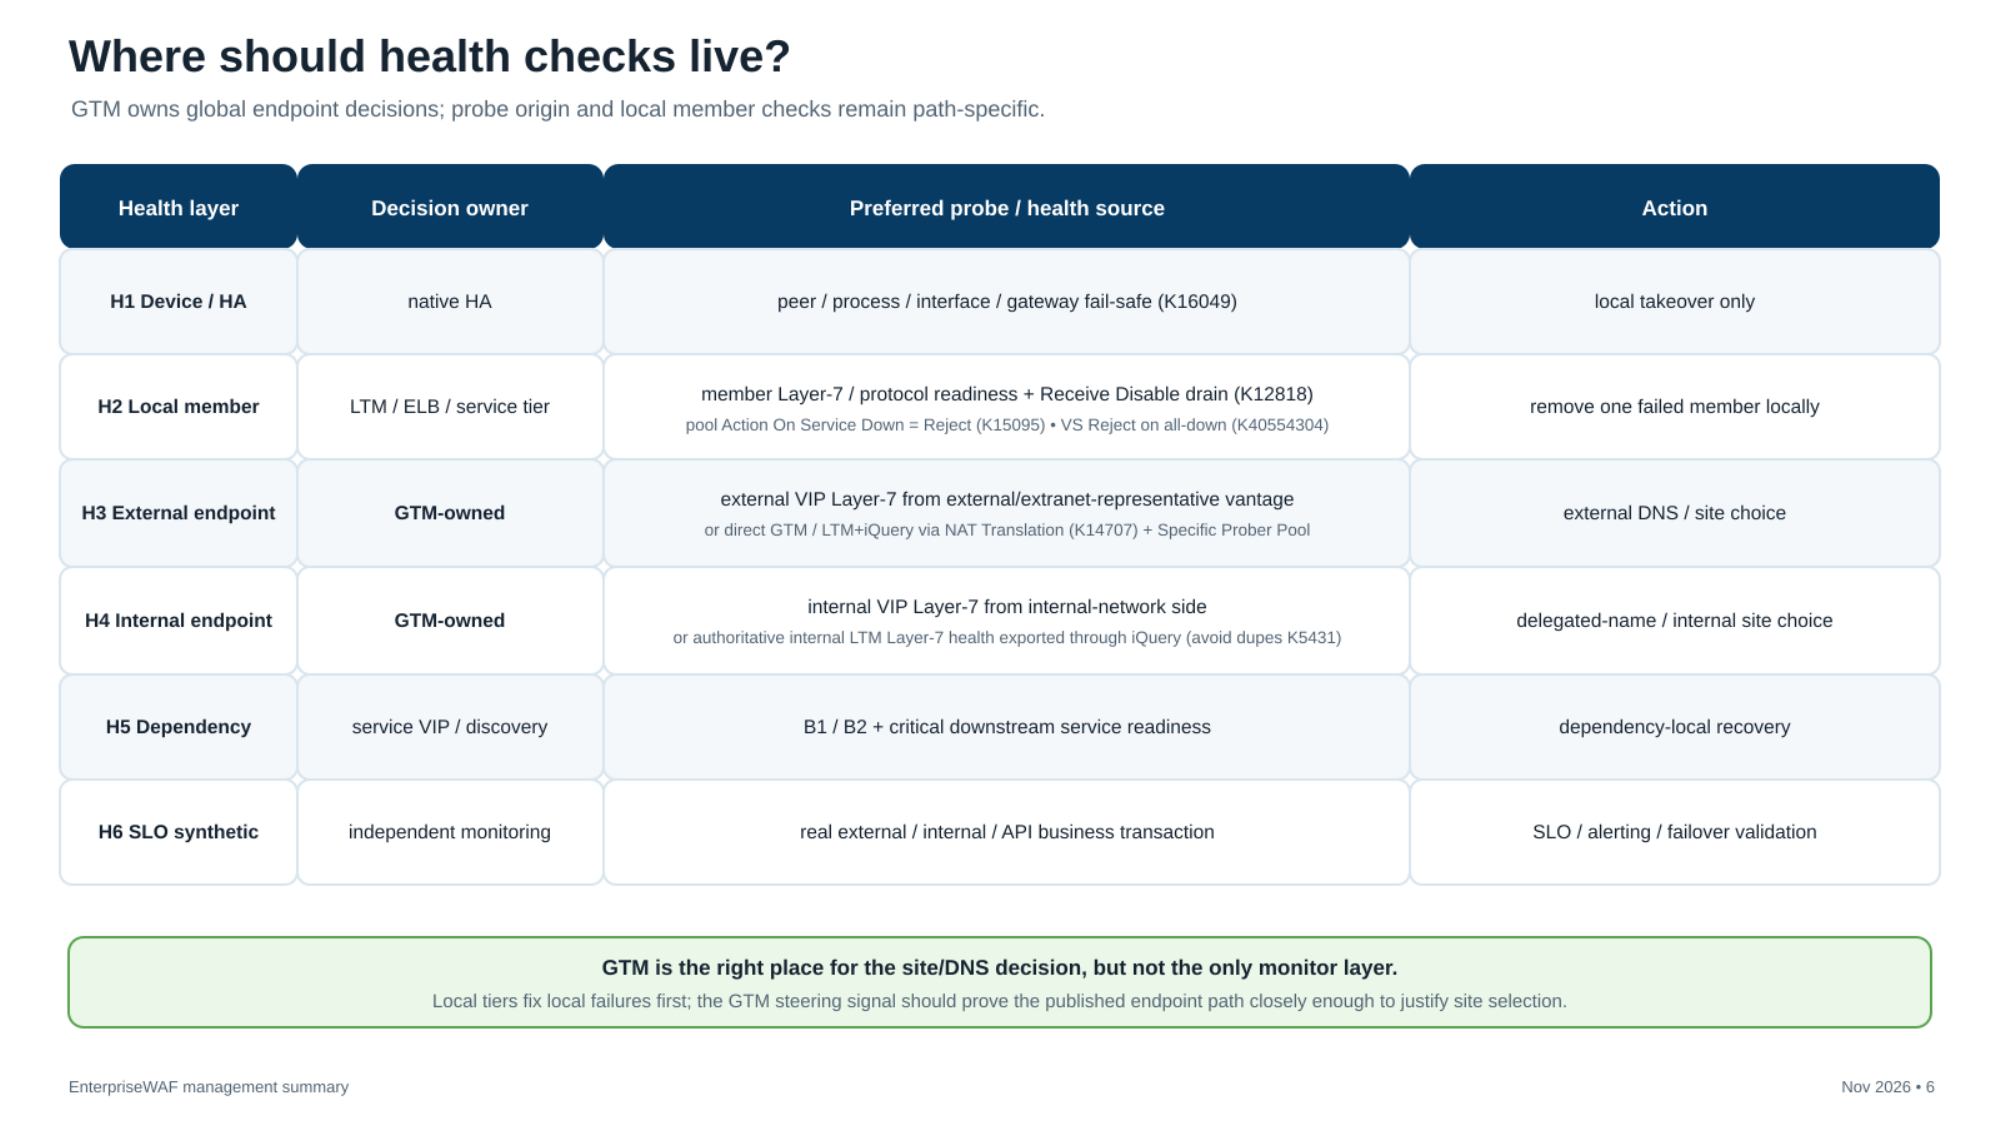 Where should health checks live?
GTM owns global endpoint decisions; probe origin and local member checks remain path-specific.
Health layer
Decision owner
Preferred probe / health source
Action
H1 Device / HA
native HA
peer / process / interface / gateway fail-safe (K16049)
local takeover only
H2 Local member
LTM / ELB / service tier
member Layer-7 / protocol readiness + Receive Disable drain (K12818)
pool Action On Service Down = Reject (K15095) • VS Reject on all-down (K40554304)
remove one failed member locally
H3 External endpoint
GTM-owned
external VIP Layer-7 from external/extranet-representative vantage
or direct GTM / LTM+iQuery via NAT Translation (K14707) + Specific Prober Pool
external DNS / site choice
H4 Internal endpoint
GTM-owned
internal VIP Layer-7 from internal-network side
or authoritative internal LTM Layer-7 health exported through iQuery (avoid dupes K5431)
delegated-name / internal site choice
H5 Dependency
service VIP / discovery
B1 / B2 + critical downstream service readiness
dependency-local recovery
H6 SLO synthetic
independent monitoring
real external / internal / API business transaction
SLO / alerting / failover validation
GTM is the right place for the site/DNS decision, but not the only monitor layer.
Local tiers fix local failures first; the GTM steering signal should prove the published endpoint path closely enough to justify site selection.
EnterpriseWAF management summary
Nov 2026 • 6